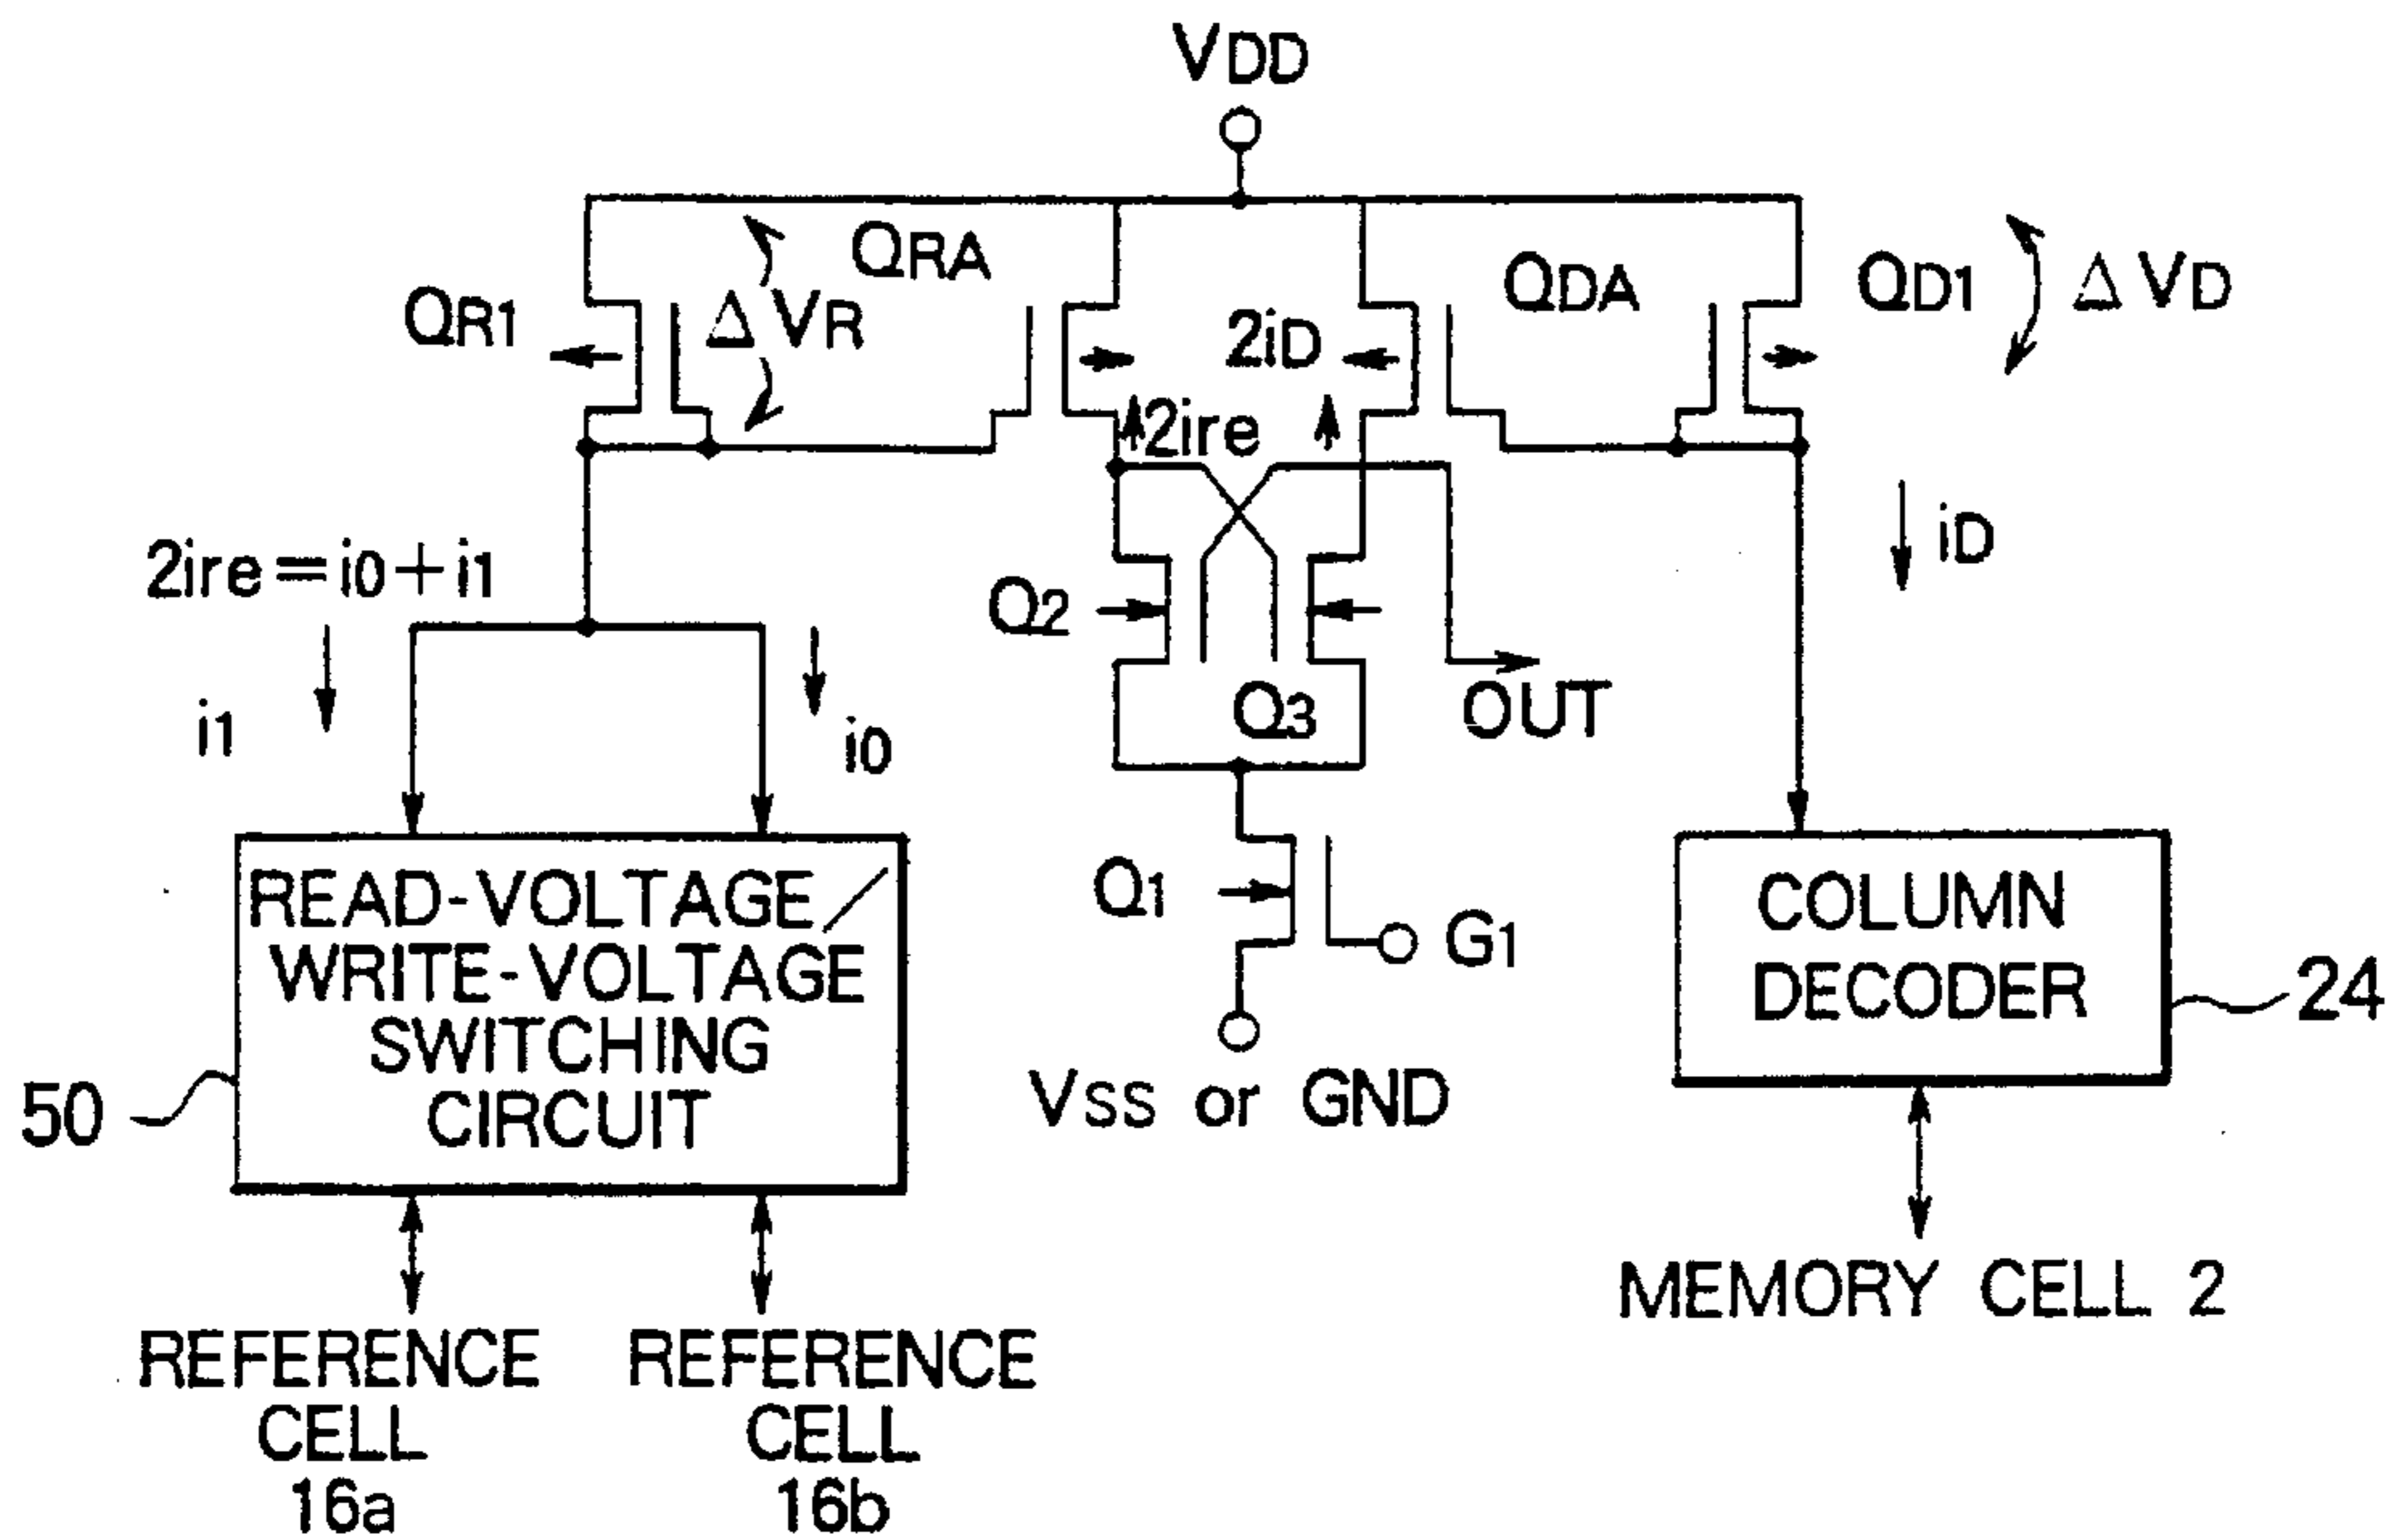 VDD
QRA
QR1
ΔVR
2iD
QDA
QD1
ΔVD
2ire
2ire=i0+i1
iD
Q2
i1
i0
Q3
OUT
Q1
G1
READ-VOLTAGE/
WRITE-VOLTAGE
SWITCHING
CIRCUIT
COLUMN
DECODER
24
50
VSS or GND
MEMORY CELL 2
REFERENCE
CELL
16a
REFERENCE
CELL
16b